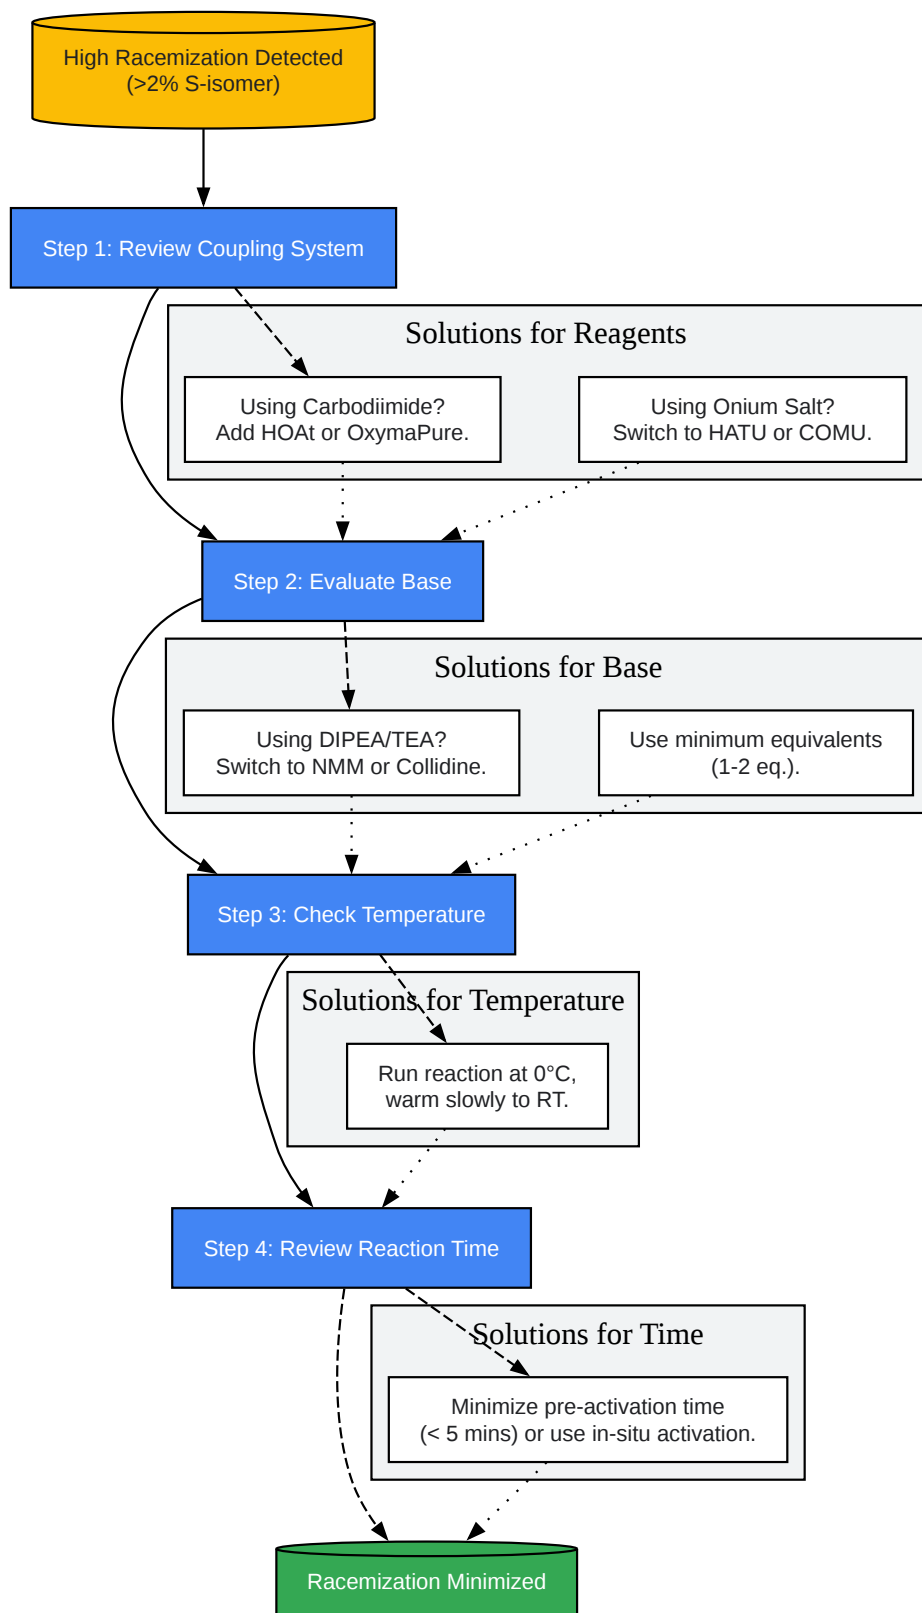 High Racemization Detected
(>2% S-isomer)
Step 1: Review Coupling System
Solutions for Reagents
Using Carbodiimide?
Add HOAt or OxymaPure.
Using Onium Salt?
Switch to HATU or COMU.
Step 2: Evaluate Base
Solutions for Base
Using DIPEA/TEA?
Switch to NMM or Collidine.
Use minimum equivalents
(1-2 eq.).
Step 3: Check Temperature
Solutions for Temperature
Run reaction at 0°C,
warm slowly to RT.
Step 4: Review Reaction Time
Solutions for Time
Minimize pre-activation time
(< 5 mins) or use in-situ activation.
Racemization Minimized